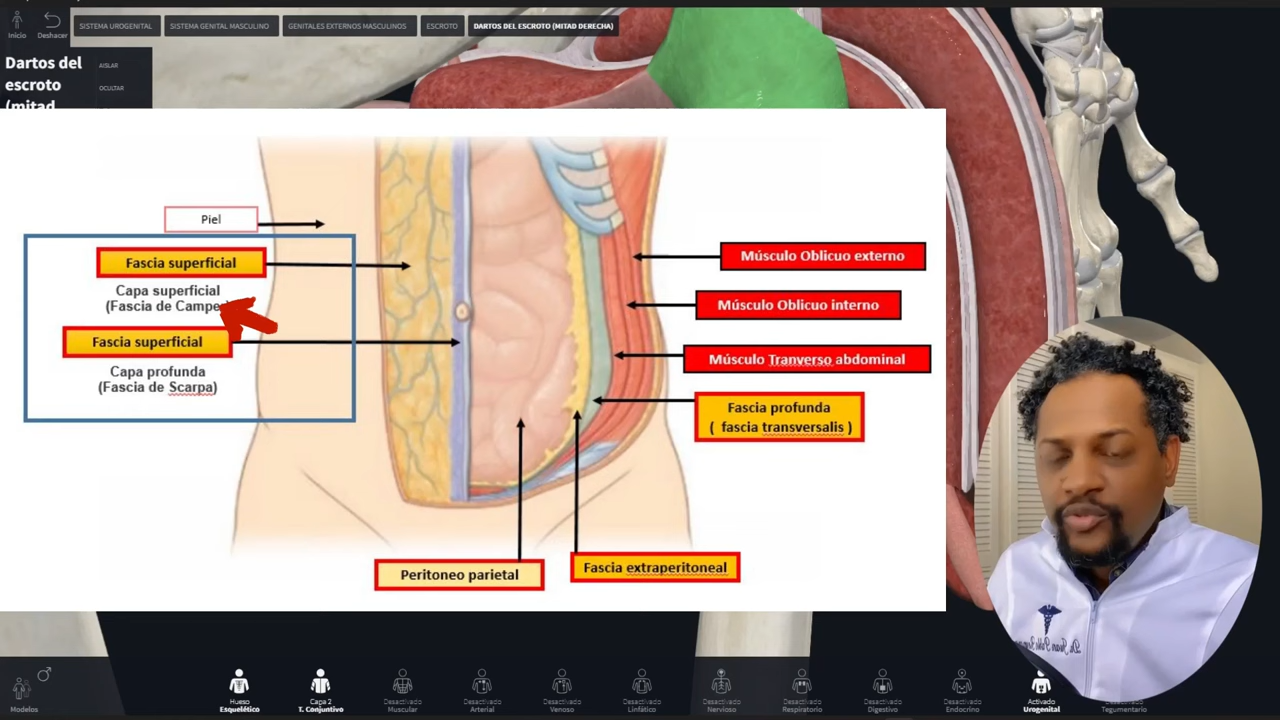 Inicio
Deshacer
SISTEMA UROGENITAL
SISTEMA GENITAL MASCULINO
GENITALES EXTERNOS MASCULINOS
ESCROTO
DARTOS DEL ESCROTO (MITAD DERECHA)
Dartos del
escroto
(mitad
AISLAR
OCULTAR
Piel
Fascia superficial
Capa superficial
(Fascia de Campe
Fascia superficial
Capa profunda
(Fascia de Scarpa)
Músculo Oblicuo externo
Músculo Oblicuo interno
Músculo Tranverso abdominal
Fascia profunda
( fascia transversalis )
Peritoneo parietal
Fascia extraperitoneal
Modelos
Hueso
Esquelético
Capa 2
T. Conjuntivo
Desactivado
Muscular
Desactivado
Arterial
Desactivado
Venoso
Desactivado
Linfático
Desactivado
Nervioso
Desactivado
Respiratorio
Desactivado
Digestivo
Desactivado
Endocrino
Activado
Urogenital
Desactivado
Tegumentario